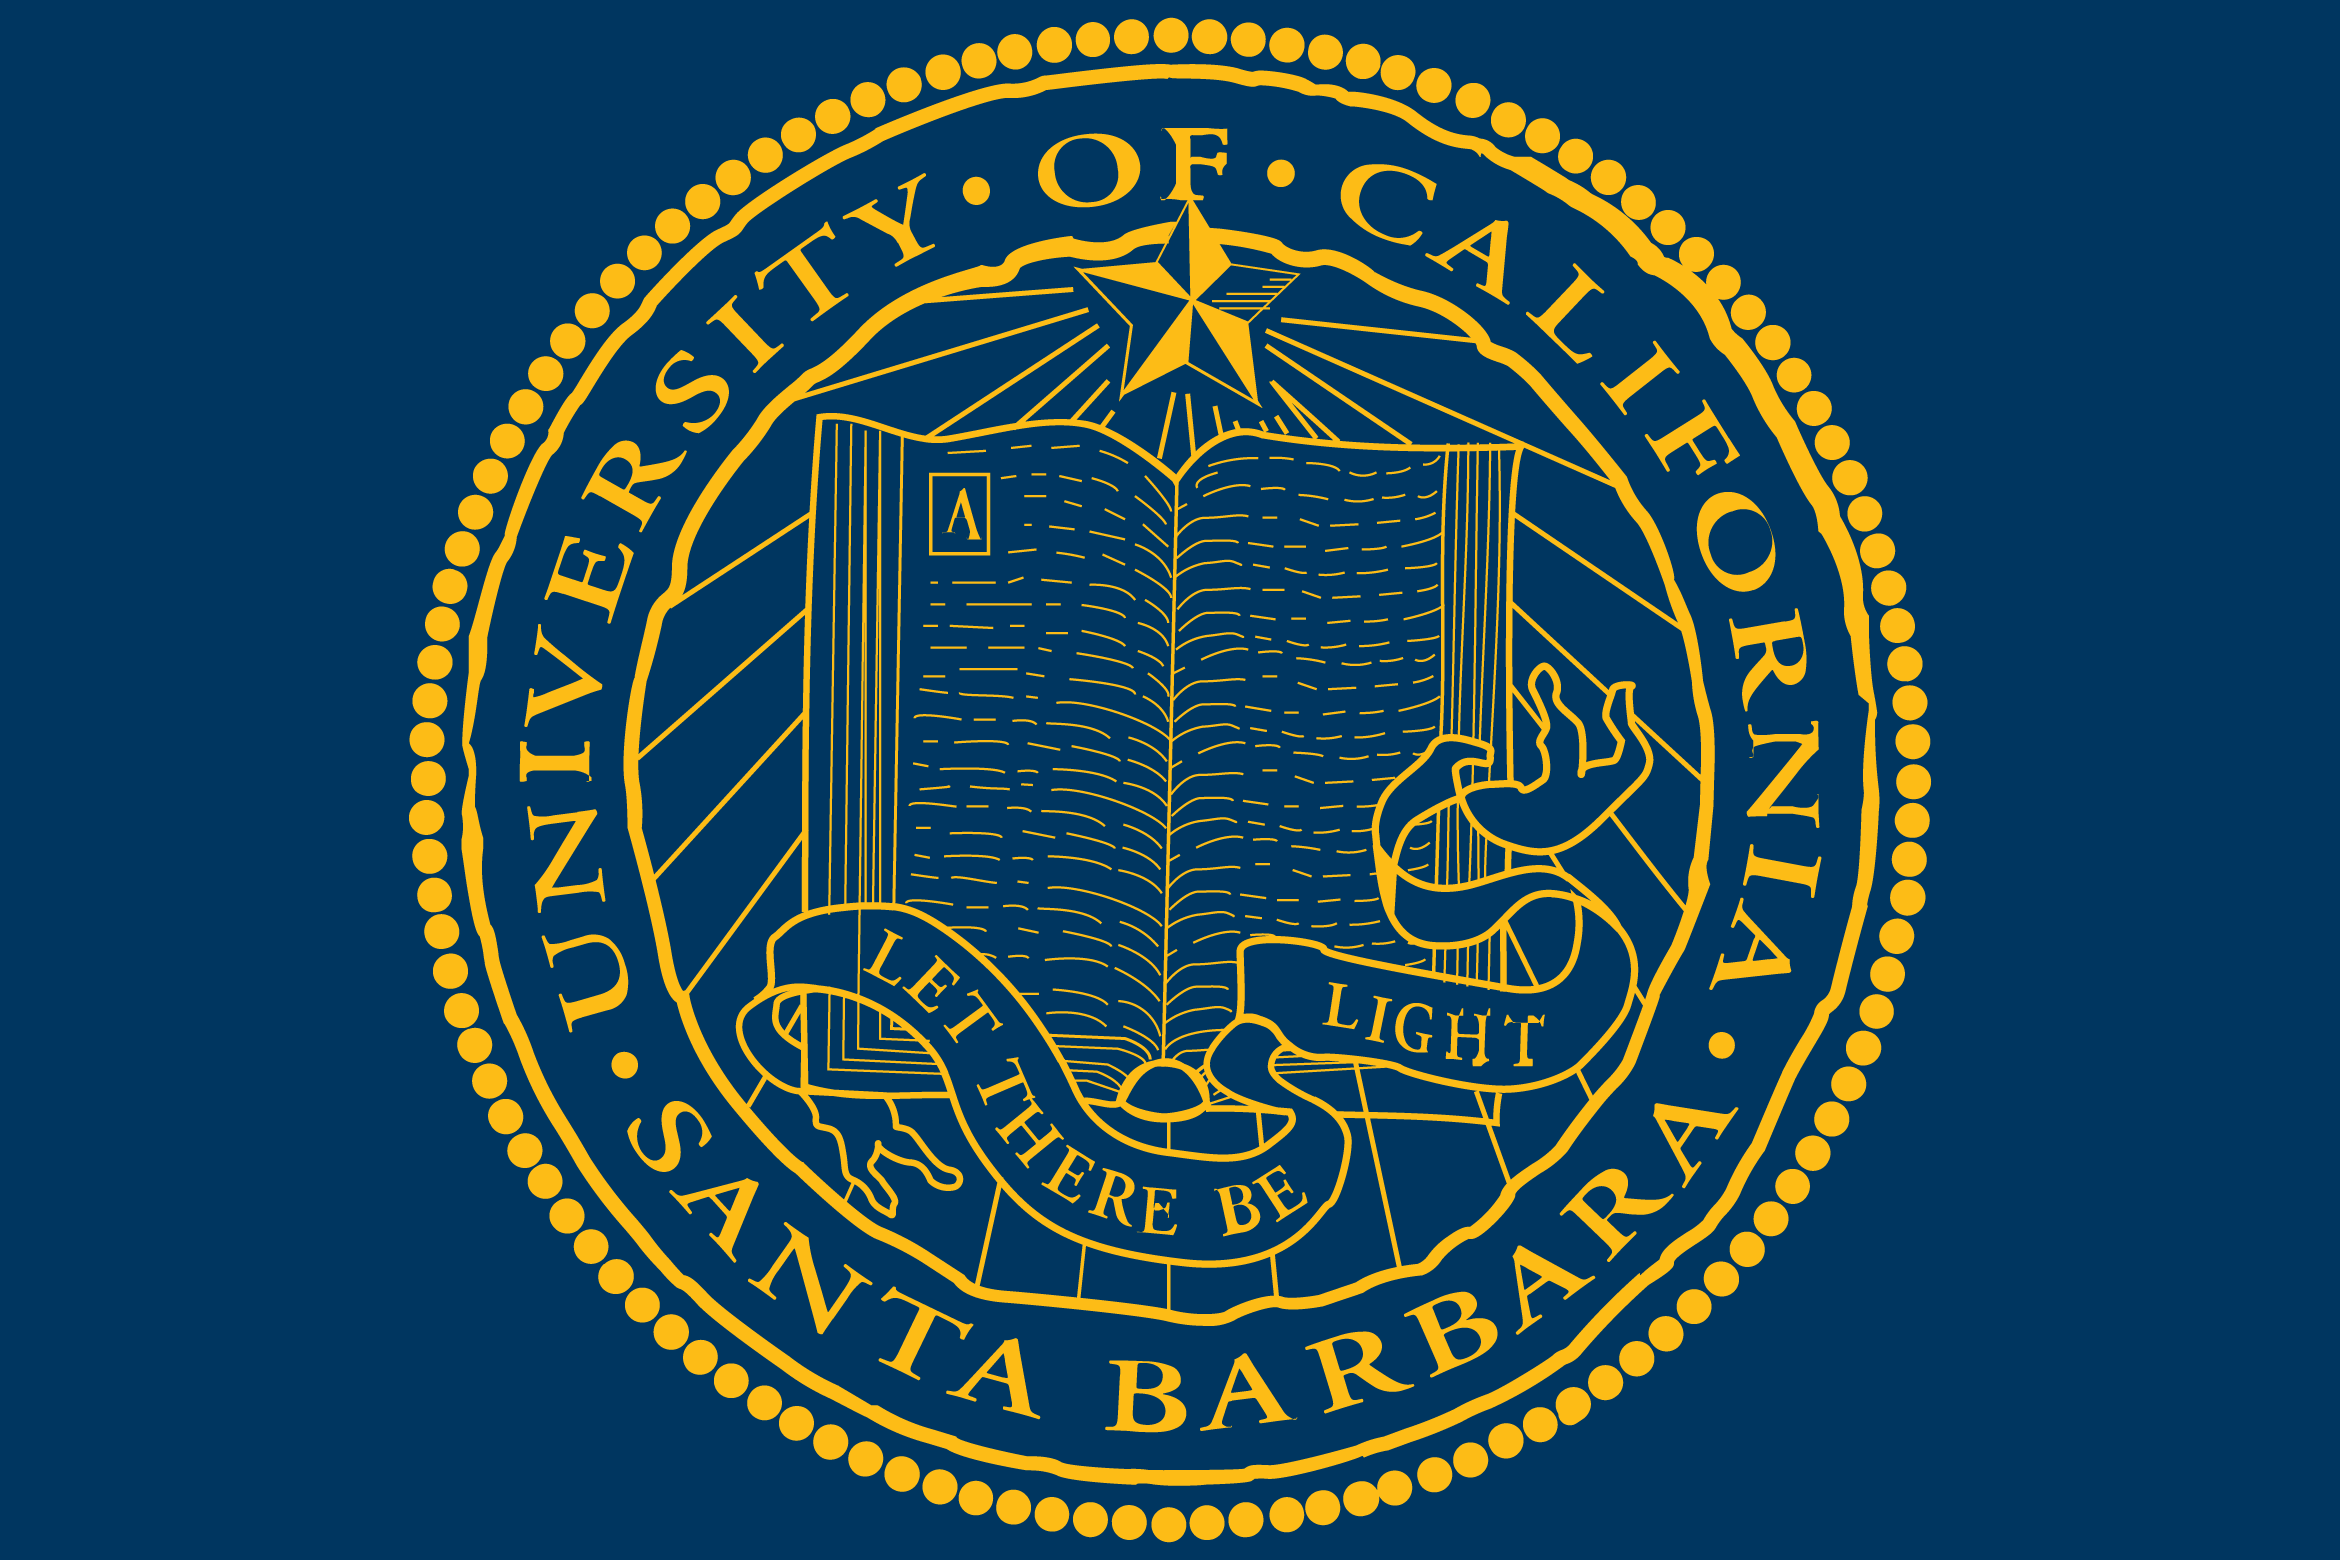 UNIVERSITY · OF · CALIFORNIA
· SANTA BARBARA ·
A
LET THERE BE
LIGHT